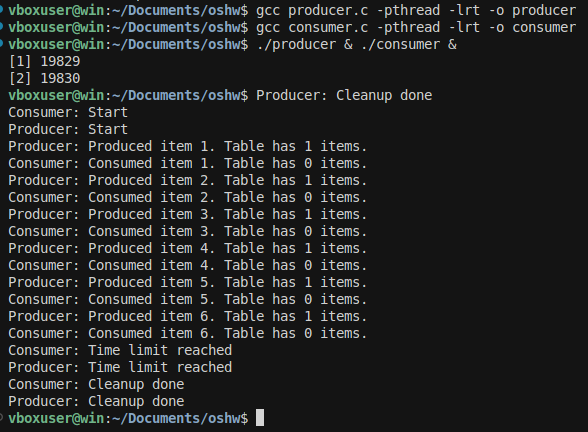 vboxuser@win:~/Documents/oshw$ gcc producer.c -pthread -lrt -o producer
vboxuser@win:~/Documents/oshw$ gcc consumer.c -pthread -lrt -o consumer
vboxuser@win:~/Documents/oshw$ ./producer & ./consumer &
[1] 19829
[2] 19830
vboxuser@win:~/Documents/oshw$ Producer: Cleanup done
Consumer: Start
Producer: Start
Producer: Produced item 1. Table has 1 items.
Consumer: Consumed item 1. Table has 0 items.
Producer: Produced item 2. Table has 1 items.
Consumer: Consumed item 2. Table has 0 items.
Producer: Produced item 3. Table has 1 items.
Consumer: Consumed item 3. Table has 0 items.
Producer: Produced item 4. Table has 1 items.
Consumer: Consumed item 4. Table has 0 items.
Producer: Produced item 5. Table has 1 items.
Consumer: Consumed item 5. Table has 0 items.
Producer: Produced item 6. Table has 1 items.
Consumer: Consumed item 6. Table has 0 items.
Consumer: Time limit reached
Producer: Time limit reached
Consumer: Cleanup done
Producer: Cleanup done
vboxuser@win:~/Documents/oshw$